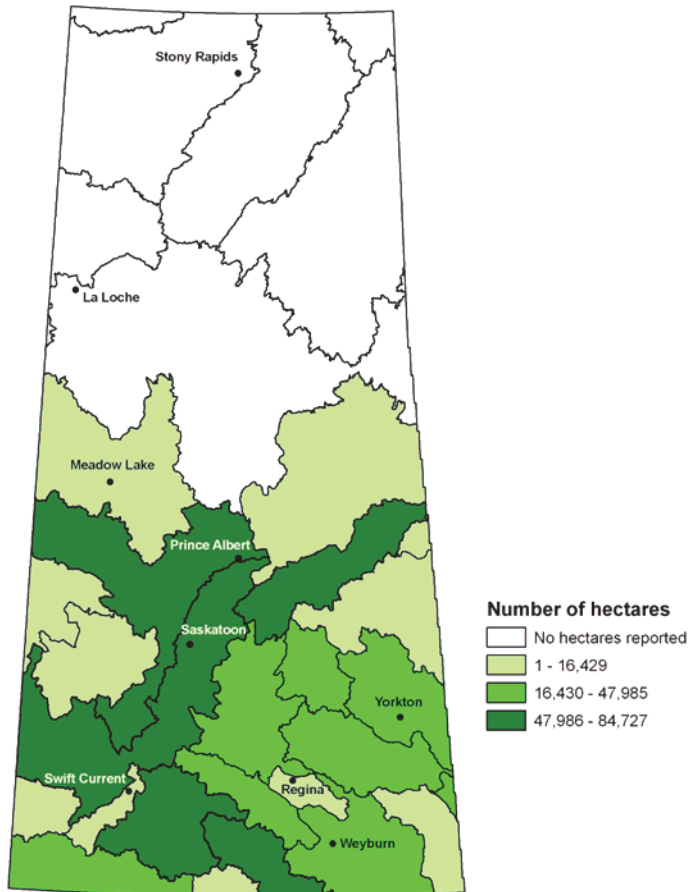 Stony Rapids
La Loche
Meadow Lake
Prince Albert
Number of hectares
No hectares reported
Saskatoon
1 - 16,429
16,430 - 47,985
Yorkton
47,986 - 84,727
Swift Current
Regina
Weyburn